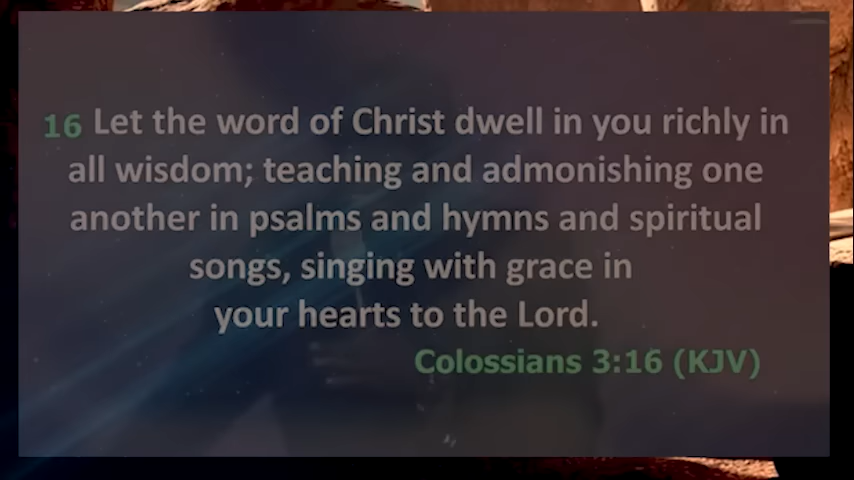 16 Let the word of Christ dwell in you richly in
all wisdom; teaching and admonishing one
another in psalms and hymns and spiritual
songs, singing with grace in
your hearts to the Lord.
Colossians 3:16 (KJV)